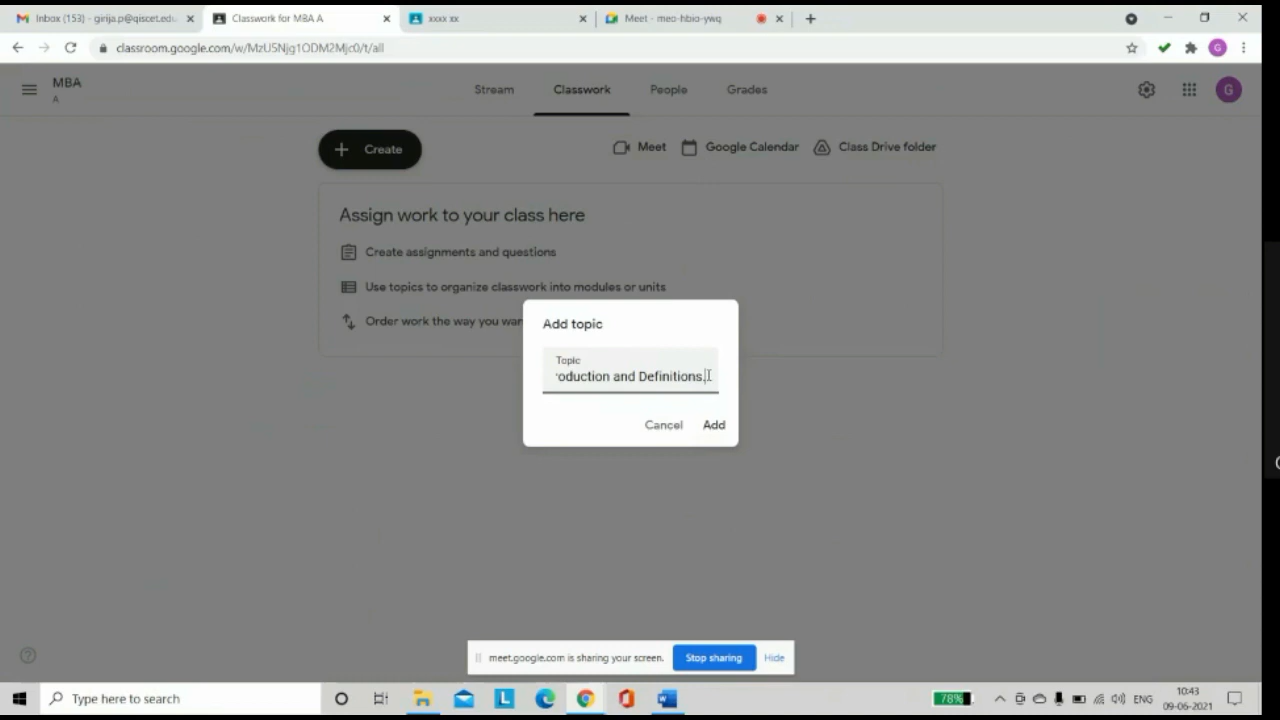 Inbox (153) - girija.p@qiscet.edu.
Classwork for MBA A
xxxx xx
Meet - meo-hbio-ywq
classroom.google.com/w/MzU5Njg1ODM2Mjc0/t/all
G
MBA
A
Stream
Classwork
People
Grades
G
Create
Meet
Google Calendar
Class Drive folder
Assign work to your class here
Create assignments and questions
Use topics to organize classwork into modules or units
Order work the way you wan
Add topic
Topic
roduction and Definitions.
Cancel
Add
meet.google.com is sharing your screen.
Stop sharing
Hide
Type here to search
L
78%
ENG
10:43
09-06-2021